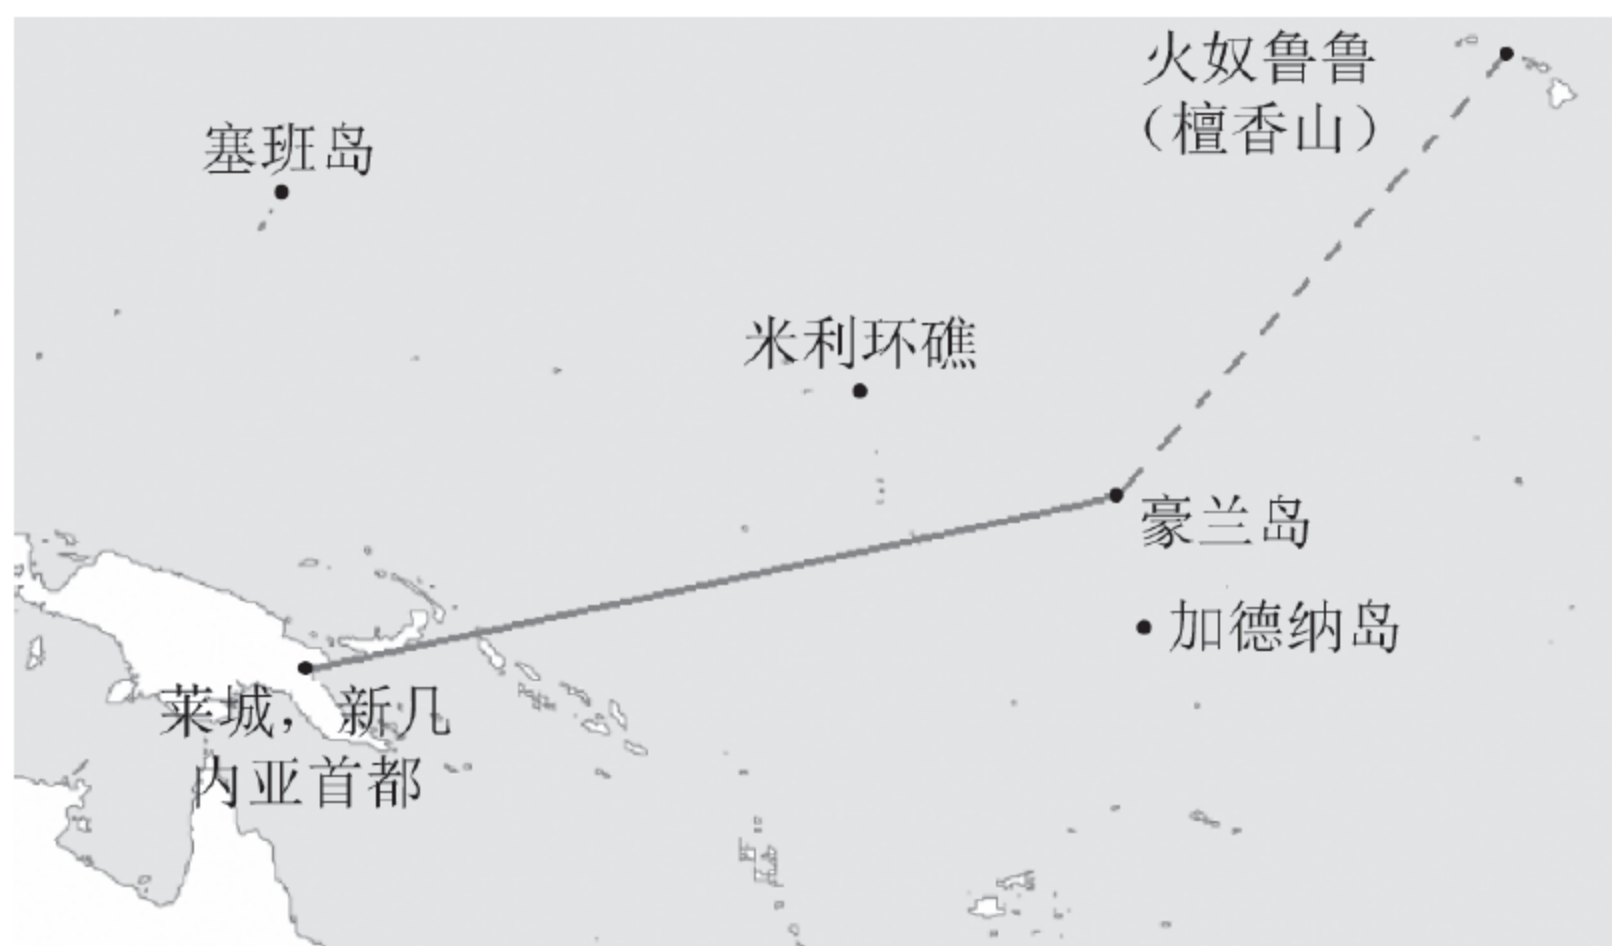 火奴鲁鲁
（檀香山）
塞班岛
米利环礁
豪兰岛
加德纳岛
莱城，新几
内亚首都